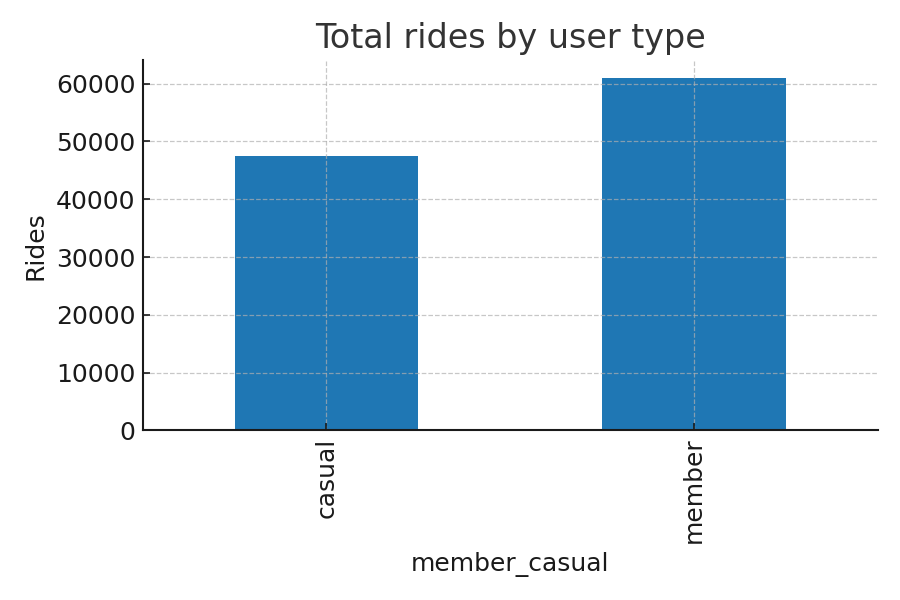 Total rides by user type
Rides
60000
50000
40000
30000
20000
10000
0
casual
member
member_casual